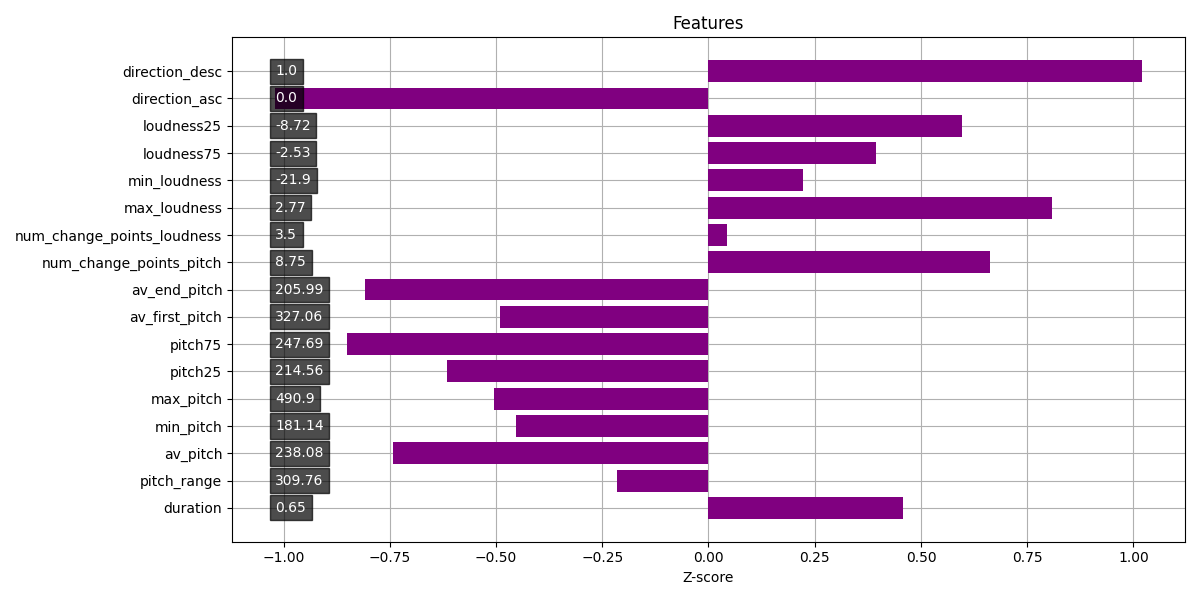 Features
direction_desc 1.0
direction_asc 0.0
loudness25 -8.72
loudness75 -2.53
min_loudness -21.9
max_loudness 2.77
num_change_points_loudness 3.5
num_change_points_pitch 8.75
av_end_pitch 205.99
av_first_pitch 327.06
pitch75 247.69
pitch25 214.56
max_pitch 490.9
min_pitch 181.14
av_pitch 238.08
pitch_range 309.76
duration 0.65
−1.00 −0.75 −0.50 −0.25 0.00 0.25 0.50 0.75 1.00
Z-score